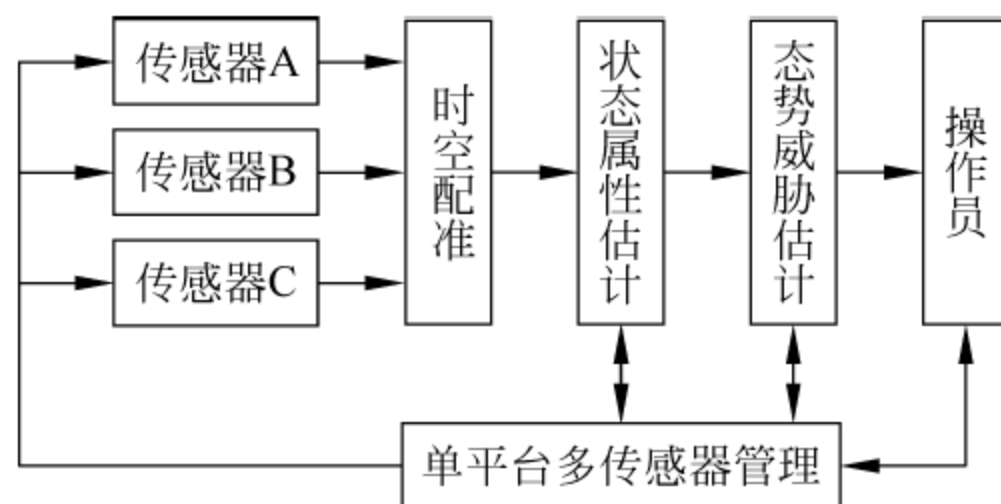 传感器A
传感器B
传感器C
时空配准
状态属性估计
态势威胁估计
操作员
单平台多传感器管理